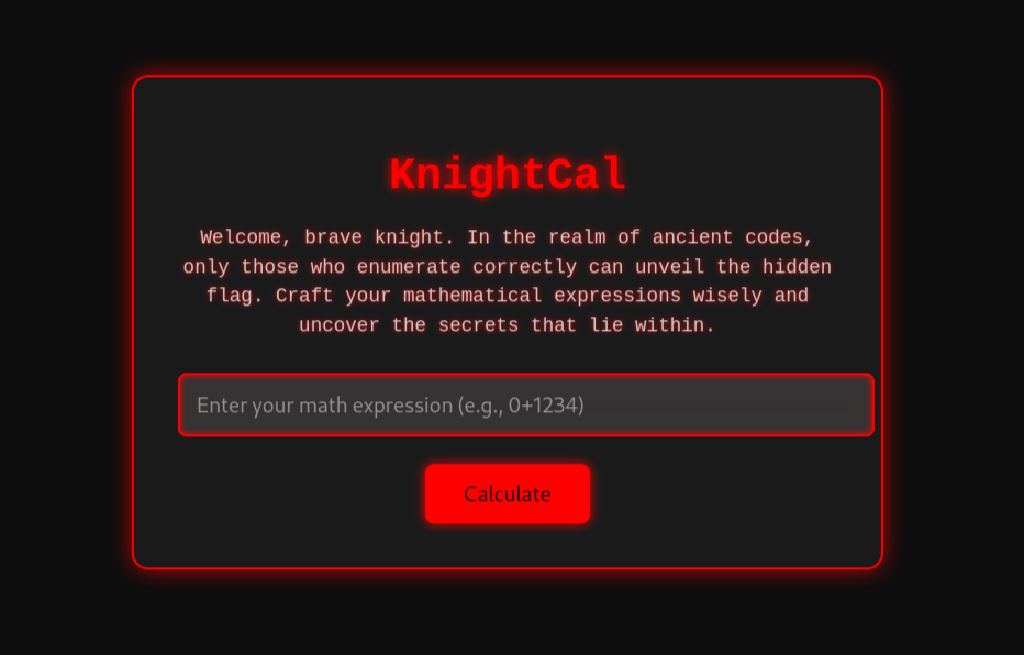 KnightCal
Welcome, brave knight. In the realm of ancient codes,
only those who enumerate correctly can unveil the hidden
flag. Craft your mathematical expressions wisely and
uncover the secrets that lie within.
Enter your math expression (e.g., 0+1234)
Calculate